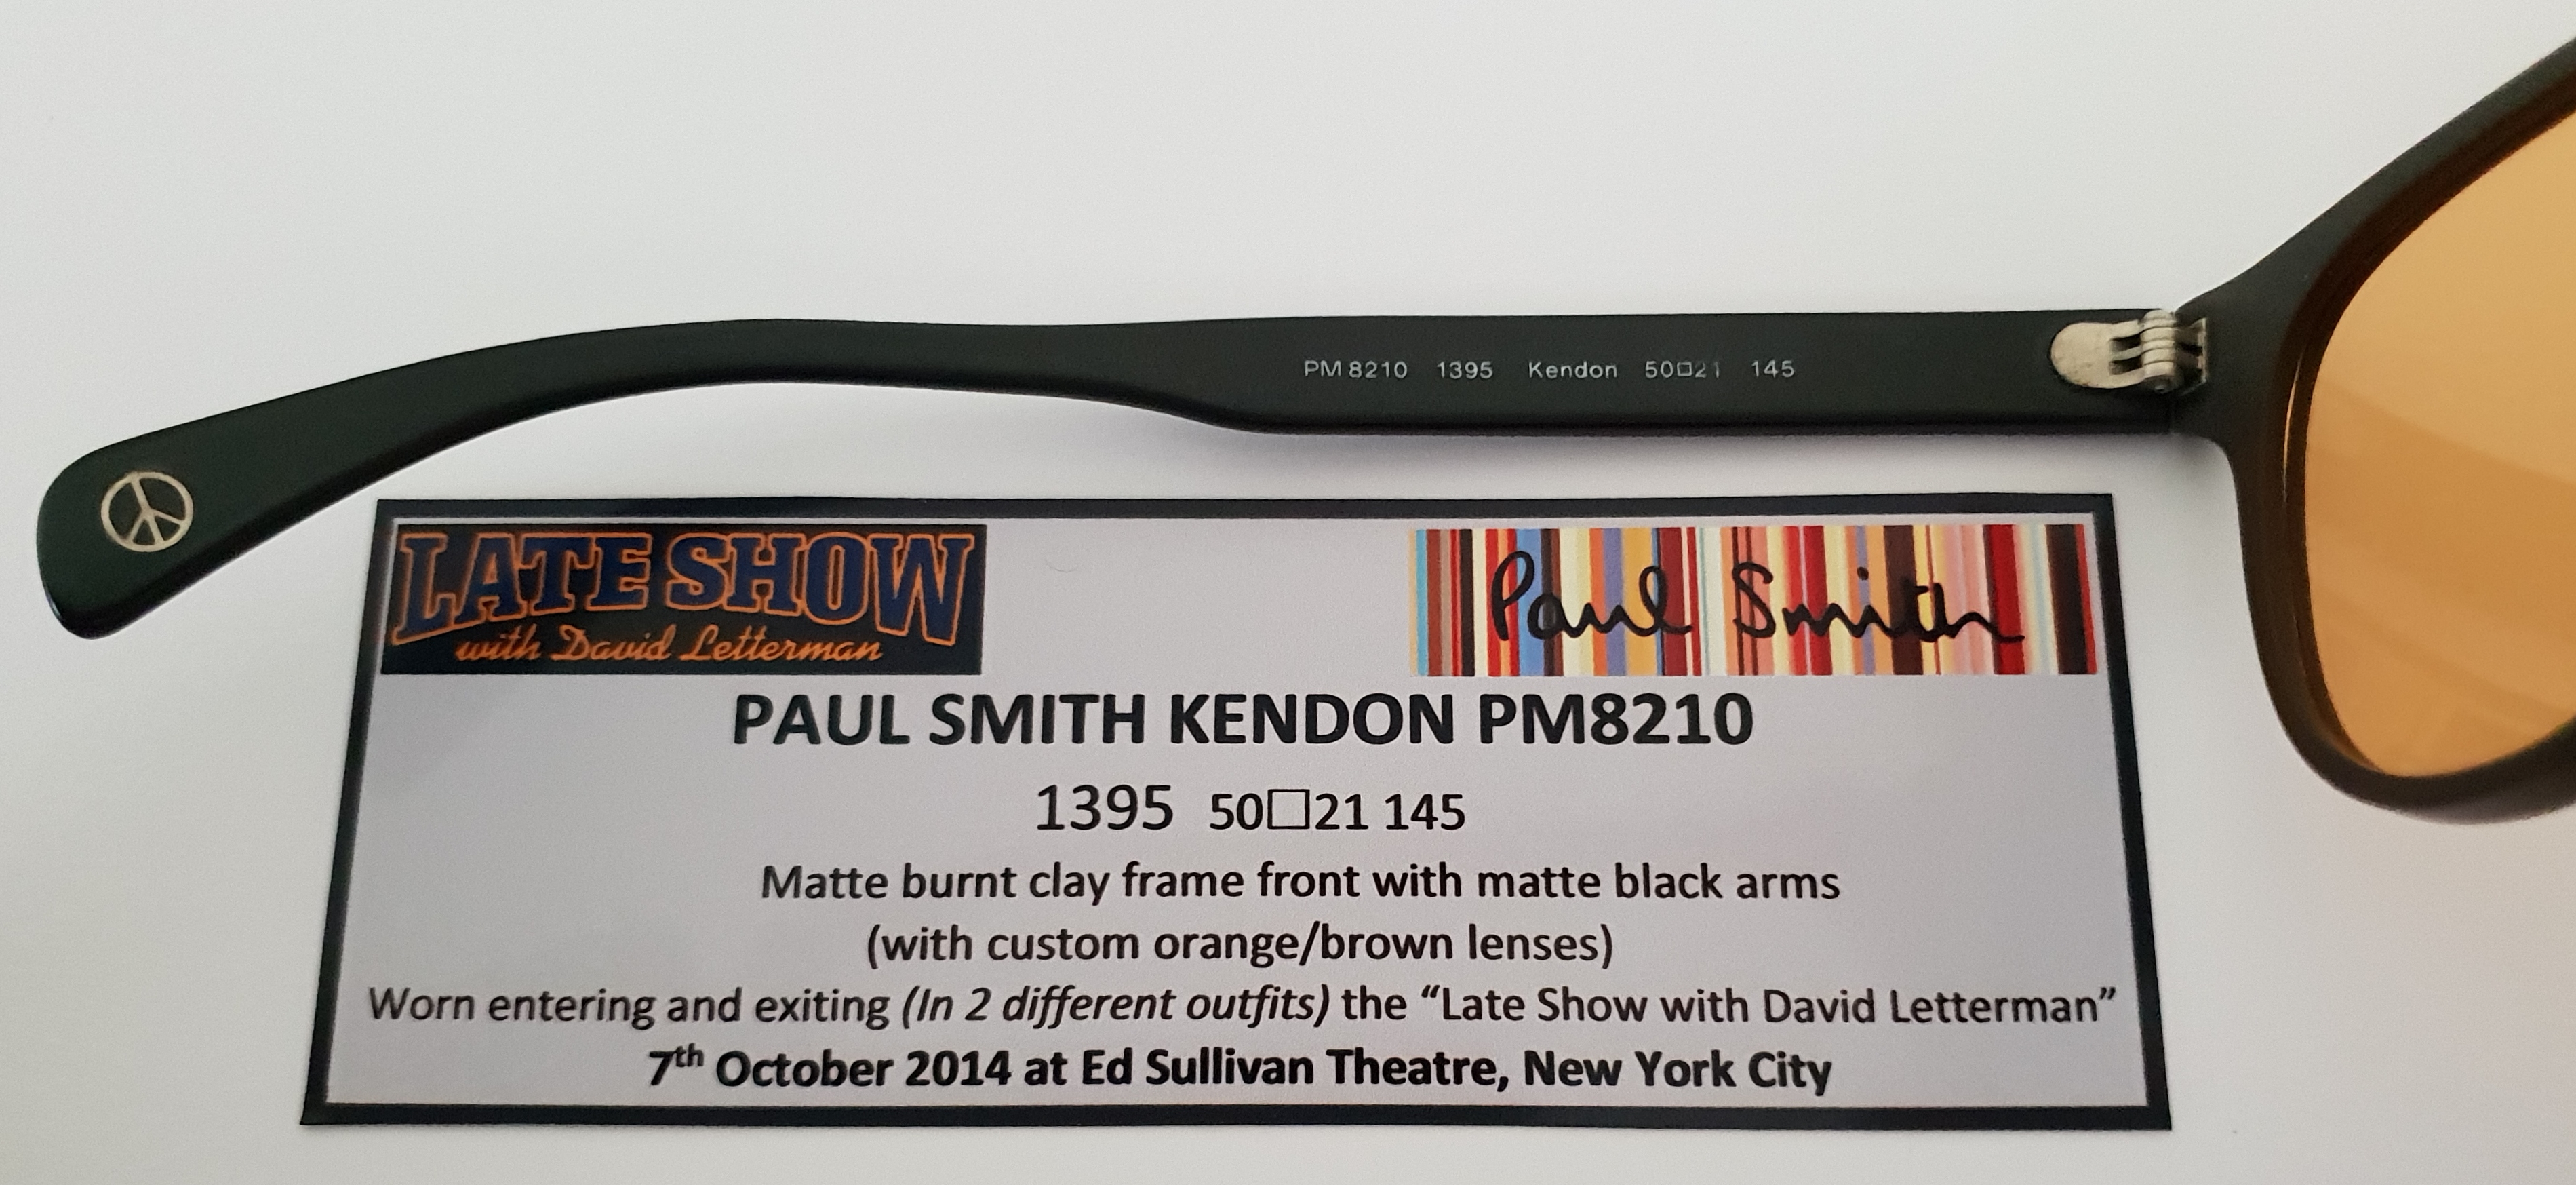 PM 8210 1395 Kendon 50□21 145
LATE SHOW
with David Letterman
Paul Smith
PAUL SMITH KENDON PM8210
1395 50□21 145
Matte burnt clay frame front with matte black arms
(with custom orange/brown lenses)
Worn entering and exiting (In 2 different outfits) the “Late Show with David Letterman”
7th October 2014 at Ed Sullivan Theatre, New York City